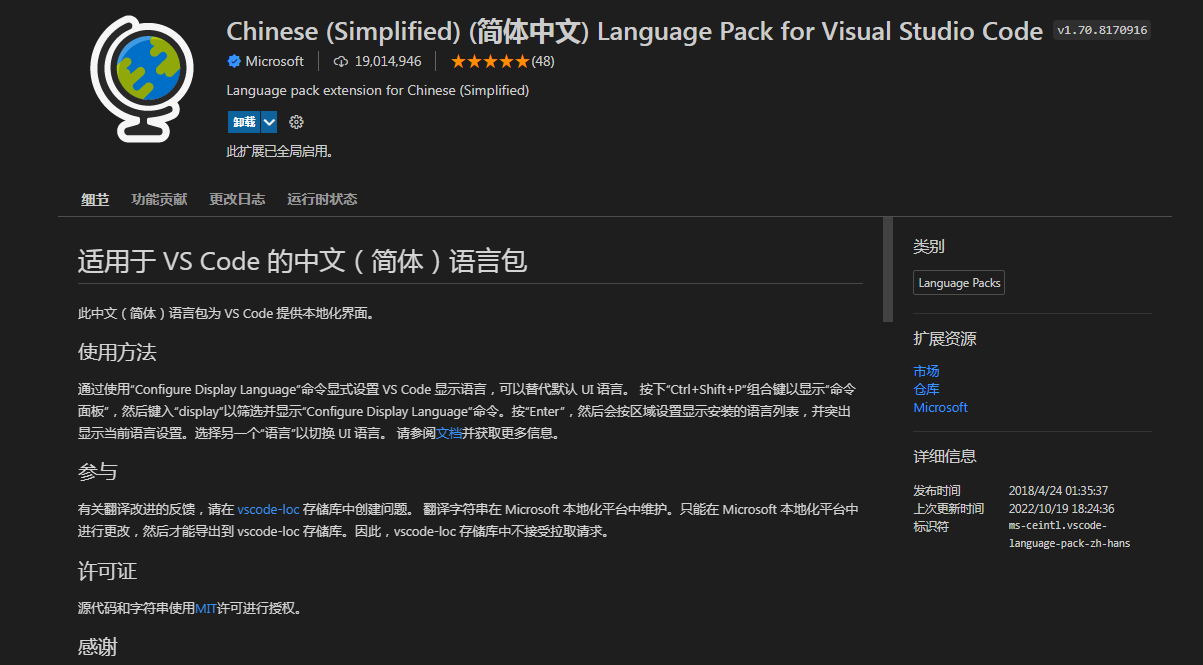 Chinese (Simplified) (简体中文) Language Pack for Visual Studio Code v1.70.8170916
Microsoft 19,014,946 (48)
Language pack extension for Chinese (Simplified)
卸载
此扩展已全局启用。
细节 功能贡献 更改日志 运行时状态
适用于 VS Code 的中文（简体）语言包
此中文（简体）语言包为 VS Code 提供本地化界面。
使用方法
通过使用“Configure Display Language”命令显式设置 VS Code 显示语言，可以替代默认 UI 语言。 按下“Ctrl+Shift+P”组合键以显示“命令
面板”，然后键入“display”以筛选并显示“Configure Display Language”命令。按“Enter”，然后会按区域设置显示安装的语言列表，并突出
显示当前语言设置。选择另一个“语言”以切换 UI 语言。 请参阅文档并获取更多信息。
参与
有关翻译改进的反馈，请在 vscode-loc 存储库中创建问题。 翻译字符串在 Microsoft 本地化平台中维护。只能在 Microsoft 本地化平台中
进行更改，然后才能导出到 vscode-loc 存储库。因此，vscode-loc 存储库中不接受拉取请求。
许可证
源代码和字符串使用MIT许可进行授权。
感谢
类别
Language Packs
扩展资源
市场
仓库
Microsoft
详细信息
发布时间 2018/4/24 01:35:37
上次更新时间 2022/10/19 18:24:36
标识符 ms-ceintl.vscode-
language-pack-zh-hans